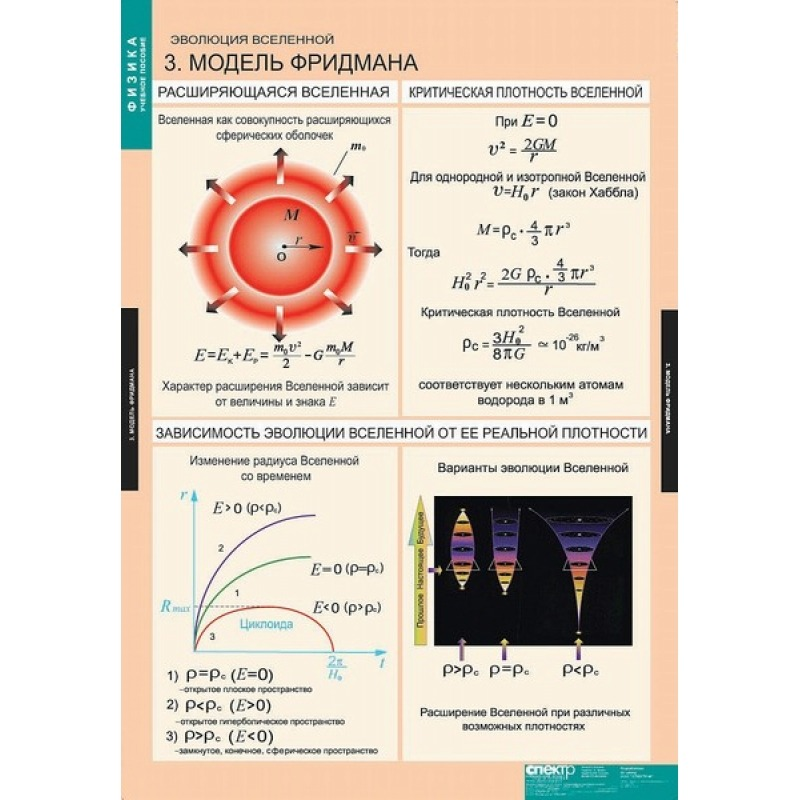 ФИЗИКА
УЧЕБНОЕ ПОСОБИЕ
ЭВОЛЮЦИЯ ВСЕЛЕННОЙ
3. МОДЕЛЬ ФРИДМАНА
РАСШИРЯЮЩАЯСЯ ВСЕЛЕННАЯ
Вселенная как совокупность расширяющихся
сферических оболочек
m₀
M
v⃗
r
O
E=Eₖ+Eₚ= m₀v²/2 −G m₀M/r
Характер расширения Вселенной зависит
от величины и знака E
КРИТИЧЕСКАЯ ПЛОТНОСТЬ ВСЕЛЕННОЙ
При E=0
v² = 2GM/r
Для однородной и изотропной Вселенной
v=H₀r (закон Хаббла)
M=ρc · 4/3 πr³
Тогда
H₀² r² = 2G ρc · 4/3 πr³ / r
Критическая плотность Вселенной
ρc = 3H₀²/8πG ≃ 10⁻²⁶ кг/м³
соответствует нескольким атомам
водорода в 1 м³
3. МОДЕЛЬ ФРИДМАНА
3. МОДЕЛЬ ФРИДМАНА
ЗАВИСИМОСТЬ ЭВОЛЮЦИИ ВСЕЛЕННОЙ ОТ ЕЕ РЕАЛЬНОЙ ПЛОТНОСТИ
Изменение радиуса Вселенной
со временем
r
E>0 (ρ<ρc)
2
E=0 (ρ=ρc)
1
Rmax
E<0 (ρ>ρc)
3
Циклоида
2π/H₀
t
1) ρ=ρc (E=0)
–открытое плоское пространство
2) ρ<ρc (E>0)
–открытое гиперболическое пространство
3) ρ>ρc (E<0)
–замкнутое, конечное, сферическое пространство
Варианты эволюции Вселенной
Прошлое Настоящее Будущее
ρ>ρc ρ=ρc ρ<ρc
Расширение Вселенной при различных
возможных плотностях
спектр